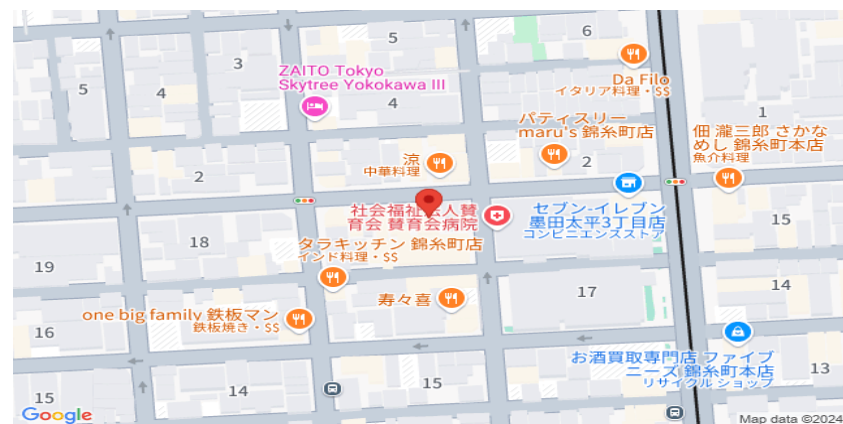 5
6
3
ZAITO Tokyo
Skytree Yokokawa III
Da Filo
イタリア料理・$$
5
4
4
パティスリー
maru's 錦糸町店
1
佃 瀧三郎 さかな
めし 錦糸町本店
魚介料理
涼
中華料理
2
2
社会福祉法人賛
育会 賛育会病院
セブン-イレブン
墨田太平3丁目店
コンビニエンスストア
15
18
タラキッチン 錦糸町店
インド料理・$$
19
17
14
寿々喜
one big family 鉄板マン
鉄板焼き・$$
16
お酒買取専門店 ファイブ
ニーズ 錦糸町本店
リサイクル ショップ
13
15
14
15
Google
Map data ©2024